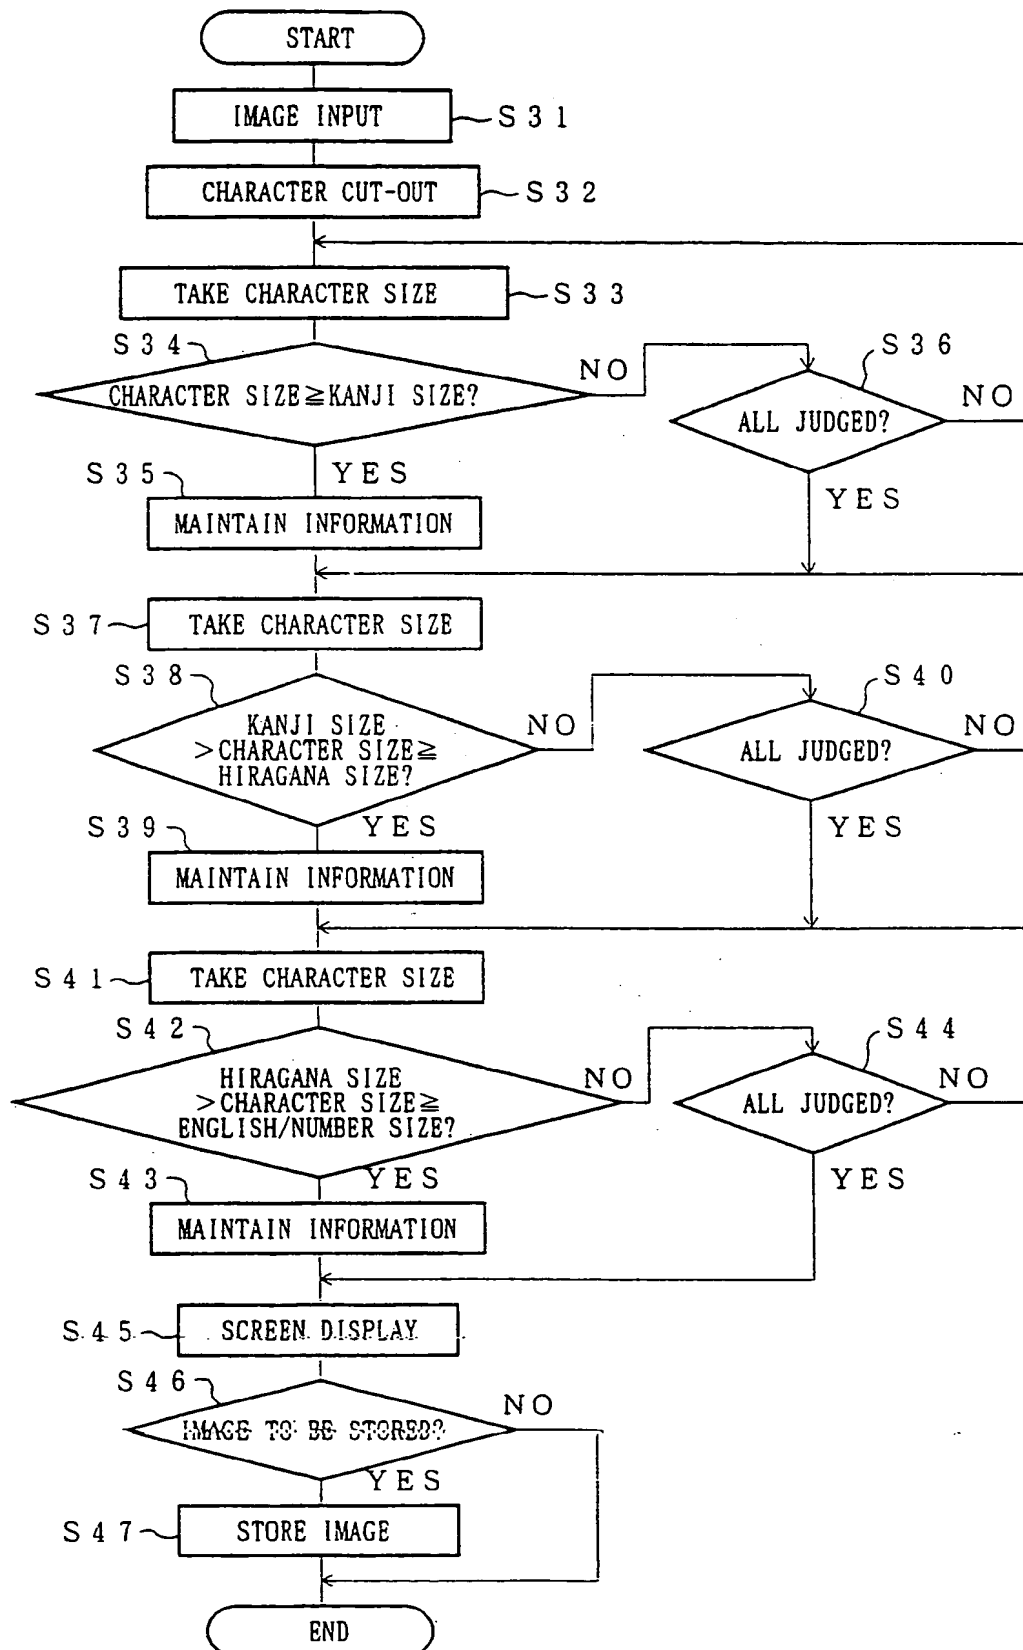 START
IMAGE INPUT
S31
CHARACTER CUT-OUT
S32
TAKE CHARACTER SIZE
S33
S34
CHARACTER SIZE≧KANJI SIZE?
NO
S36
ALL JUDGED?
NO
YES
YES
S35
MAINTAIN INFORMATION
S37
TAKE CHARACTER SIZE
S38
KANJI SIZE
>CHARACTER SIZE≧
HIRAGANA SIZE?
NO
S40
ALL JUDGED?
NO
YES
YES
S39
MAINTAIN INFORMATION
S41
TAKE CHARACTER SIZE
S42
HIRAGANA SIZE
>CHARACTER SIZE≧
ENGLISH/NUMBER SIZE?
NO
S44
ALL JUDGED?
NO
YES
YES
S43
MAINTAIN INFORMATION
S45
SCREEN DISPLAY
S46
IMAGE TO BE STORED?
NO
YES
S47
STORE IMAGE
END